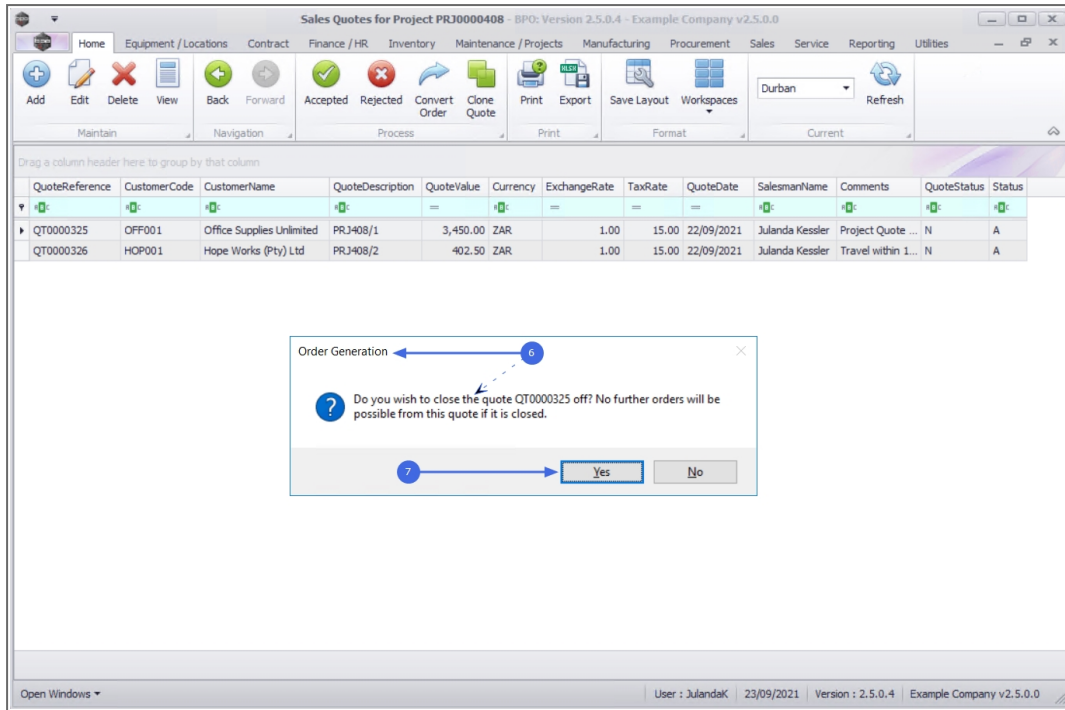 Sales Quotes for Project PRJ0000408 - BPO: Version 2.5.0.4 - Example Company v2.5.0.0
Home Equipment / Locations Contract Finance / HR Inventory Maintenance / Projects Manufacturing Procurement Sales Service Reporting Utilities
Add Edit Delete View Back Forward Accepted Rejected Convert Order Clone Quote Print Export Save Layout Workspaces Durban Refresh
Maintain Navigation Process Print Format Current
Drag a column header here to group by that column
QuoteReference CustomerCode CustomerName QuoteDescription QuoteValue Currency ExchangeRate TaxRate QuoteDate SalesmanName Comments QuoteStatus Status
QT0000325 OFF001 Office Supplies Unlimited PRJ408/1 3,450.00 ZAR 1.00 15.00 22/09/2021 Julanda Kessler Project Quote ... N A
QT0000326 HOP001 Hope Works (Pty) Ltd PRJ408/2 402.50 ZAR 1.00 15.00 22/09/2021 Julanda Kessler Travel within 1... N A
Order Generation 6
Do you wish to close the quote QT0000325 off? No further orders will be
possible from this quote if it is closed.
7 Yes No
Open Windows User : JulandaK 23/09/2021 Version : 2.5.0.4 Example Company v2.5.0.0